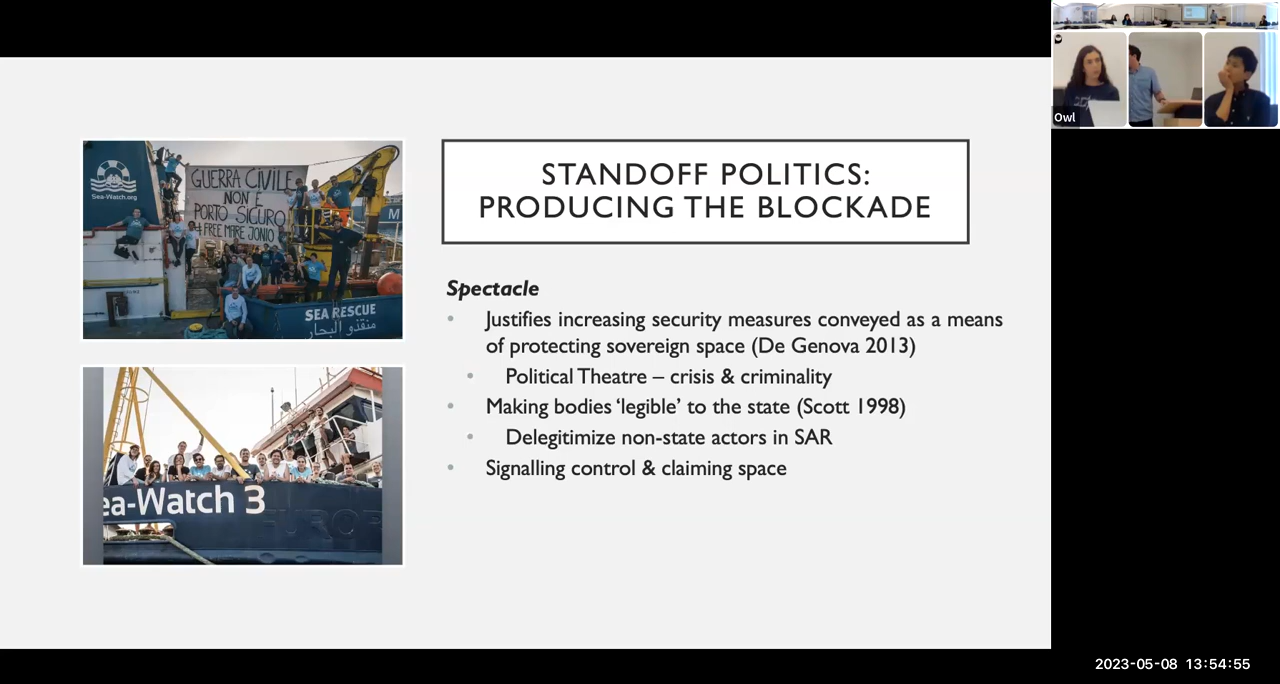 STANDOFF POLITICS:
PRODUCING THE BLOCKADE
Spectacle
• Justifies increasing security measures conveyed as a means
of protecting sovereign space (De Genova 2013)
• Political Theatre – crisis & criminality
• Making bodies ‘legible’ to the state (Scott 1998)
• Delegitimize non-state actors in SAR
• Signalling control & claiming space
Sea-Watch.org
GUERRA CIVILE
NON È
PORTO SICURO
+ FREE MARE JONIO
M
SEA RESCUE
منقذو البحار
ea-Watch 3
Owl
2023-05-08 13:54:55